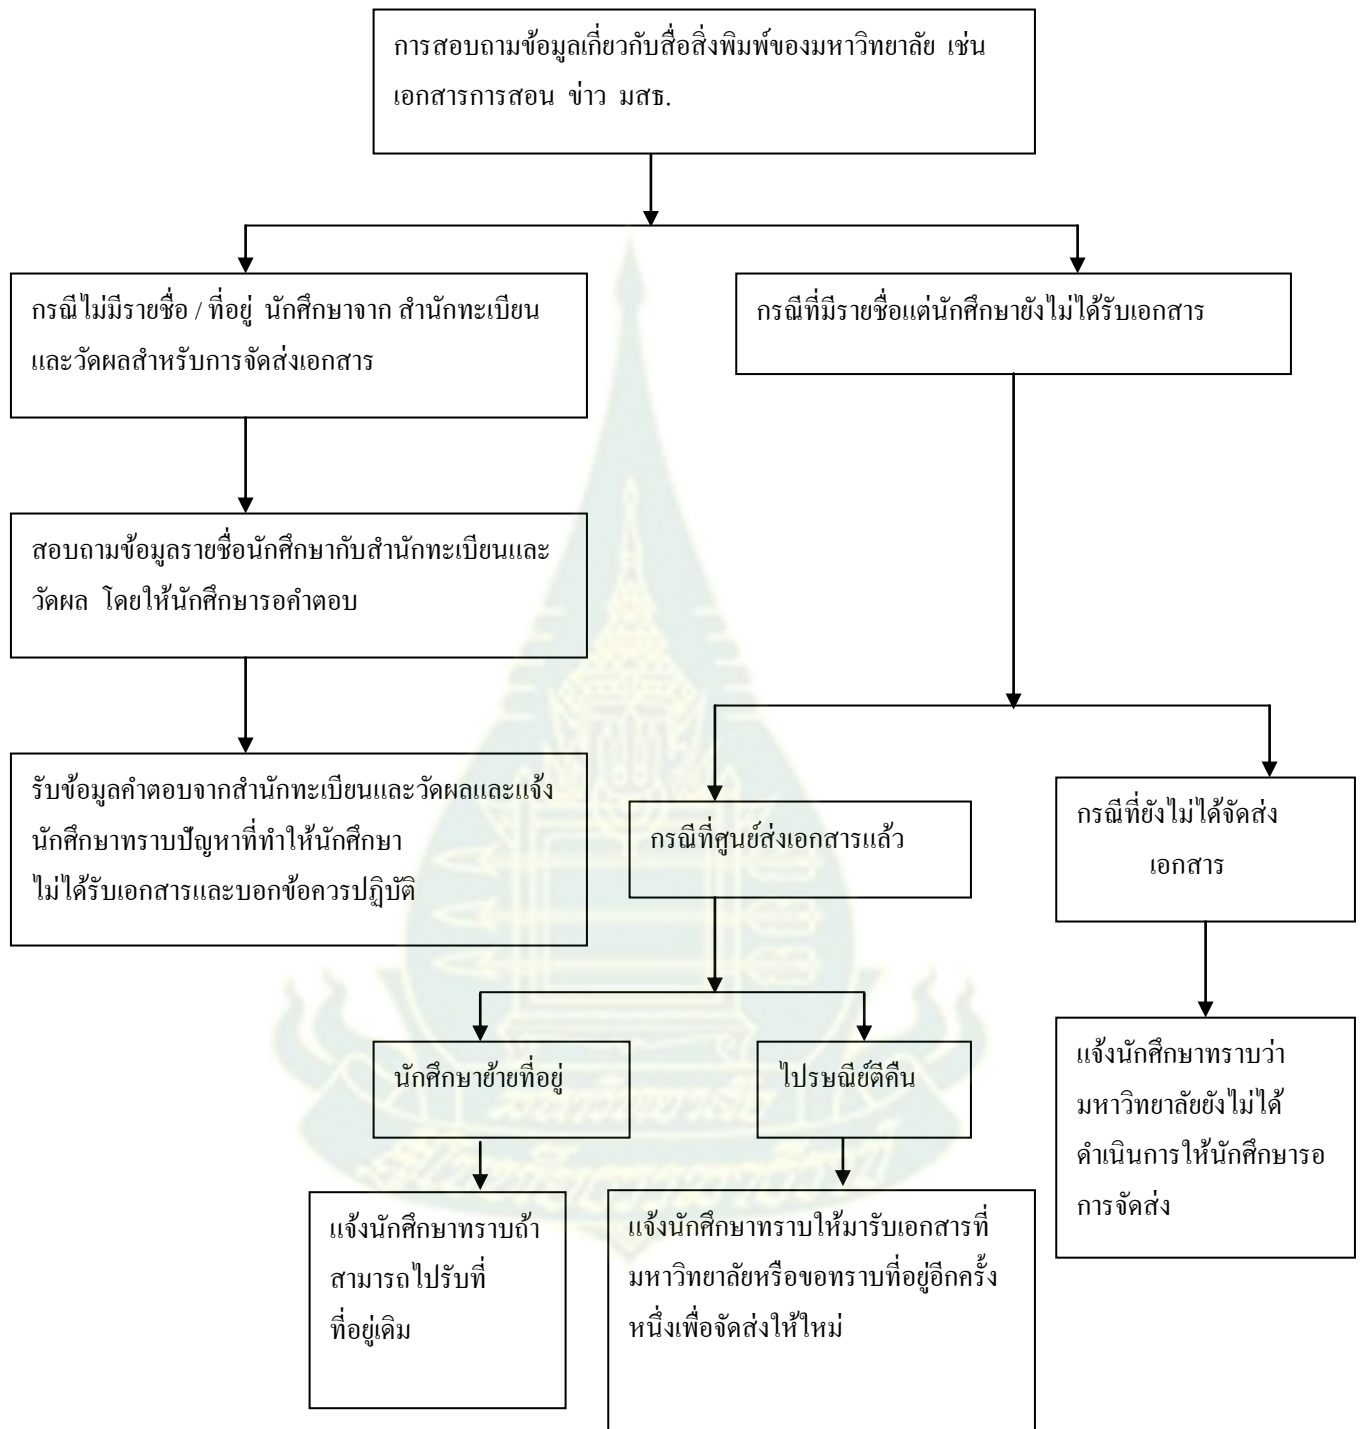 การสอบถามข้อมูลเกี่ยวกับสื่อสิ่งพิมพ์ของมหาวิทยาลัย เช่น
เอกสารการสอน ข่าว มสธ.
กรณีไม่มีรายชื่อ / ที่อยู่ นักศึกษาจาก สำนักทะเบียน
และวัดผลสำหรับการจัดส่งเอกสาร
กรณีที่มีรายชื่อแต่นักศึกษายังไม่ได้รับเอกสาร
สอบถามข้อมูลรายชื่อนักศึกษากับสำนักทะเบียนและ
วัดผล โดยให้นักศึกษารอคำตอบ
รับข้อมูลคำตอบจากสำนักทะเบียนและวัดผลและแจ้ง
นักศึกษาทราบปัญหาที่ทำให้นักศึกษา
ไม่ได้รับเอกสารและบอกข้อควรปฏิบัติ
กรณีที่ศูนย์ส่งเอกสารแล้ว
กรณีที่ยังไม่ได้จัดส่ง
เอกสาร
นักศึกษาย้ายที่อยู่
ไปรษณีย์ตีคืน
แจ้งนักศึกษาทราบว่า
มหาวิทยาลัยยังไม่ได้
ดำเนินการให้นักศึกษารอ
การจัดส่ง
แจ้งนักศึกษาทราบถ้า
สามารถไปรับที่
ที่อยู่เดิม
แจ้งนักศึกษาทราบให้มารับเอกสารที่
มหาวิทยาลัยหรือขอทราบที่อยู่อีกครั้ง
หนึ่งเพื่อจัดส่งให้ใหม่